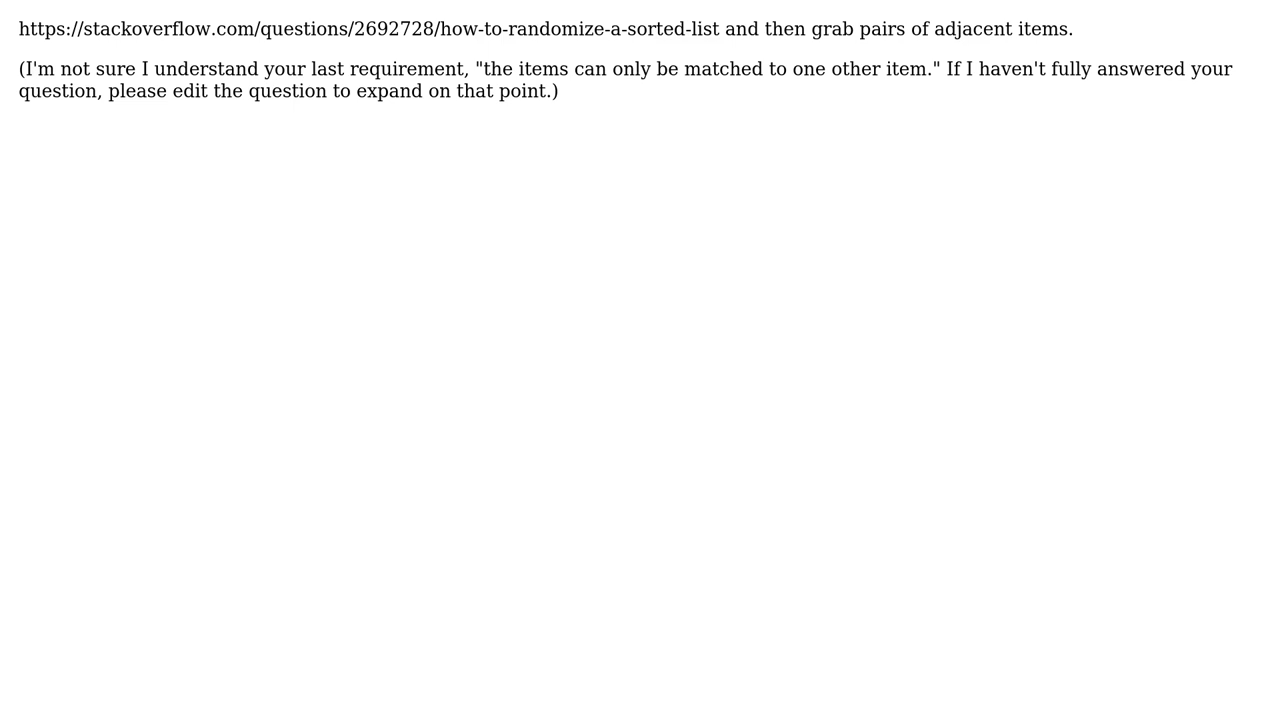 https://stackoverflow.com/questions/2692728/how-to-randomize-a-sorted-list and then grab pairs of adjacent items.
(I'm not sure I understand your last requirement, "the items can only be matched to one other item." If I haven't fully answered your
question, please edit the question to expand on that point.)